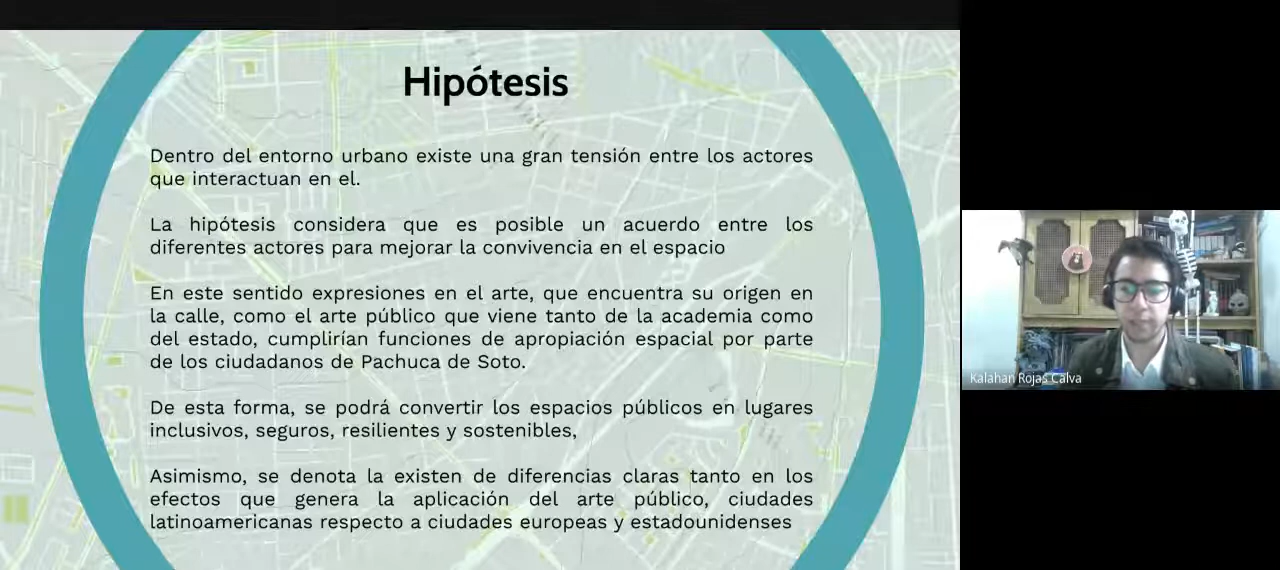 Hipótesis
Dentro del entorno urbano existe una gran tensión entre los actores
que interactuan en el.
La hipótesis considera que es posible un acuerdo entre los
diferentes actores para mejorar la convivencia en el espacio
En este sentido expresiones en el arte, que encuentra su origen en
la calle, como el arte público que viene tanto de la academia como
del estado, cumplirían funciones de apropiación espacial por parte
de los ciudadanos de Pachuca de Soto.
De esta forma, se podrá convertir los espacios públicos en lugares
inclusivos, seguros, resilientes y sostenibles,
Asimismo, se denota la existen de diferencias claras tanto en los
efectos que genera la aplicación del arte público, ciudades
latinoamericanas respecto a ciudades europeas y estadounidenses
Kalahan Rojas Calva